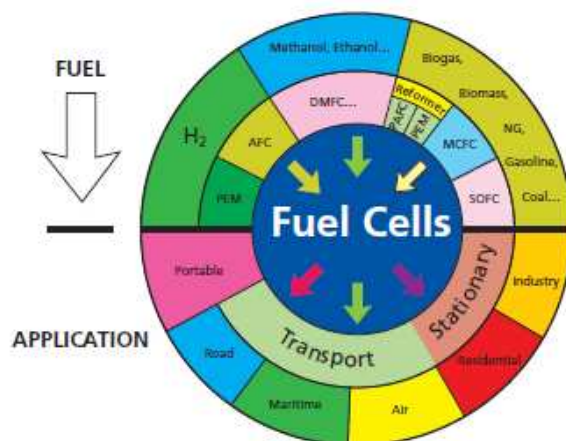 FUEL
Methanol, Ethanol...
Biogas,
Biomass,
NG,
Gasoline,
Coal...
H2
AFC
PEM
DMFC...
Reformer
PAFC
PEM
MCFC
SOFC
Fuel Cells
APPLICATION
Portable
Transport
Stationary
Road
Maritime
Air
Residential
Industry